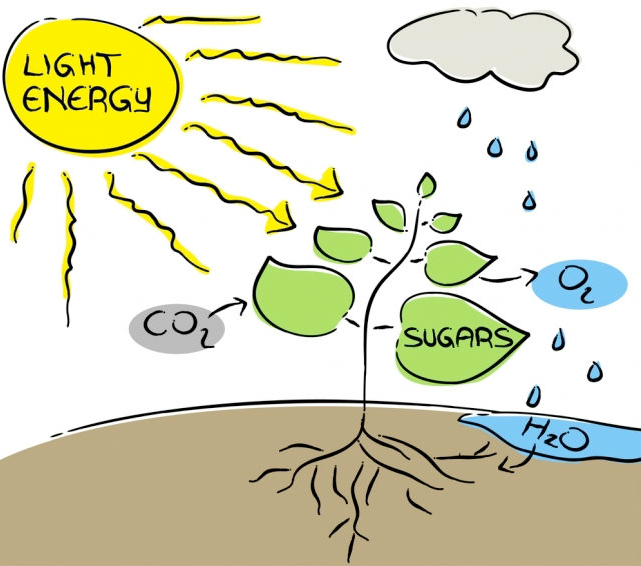 LIGHT
ENERGY
CO₂
O₂
SUGARS
H₂O